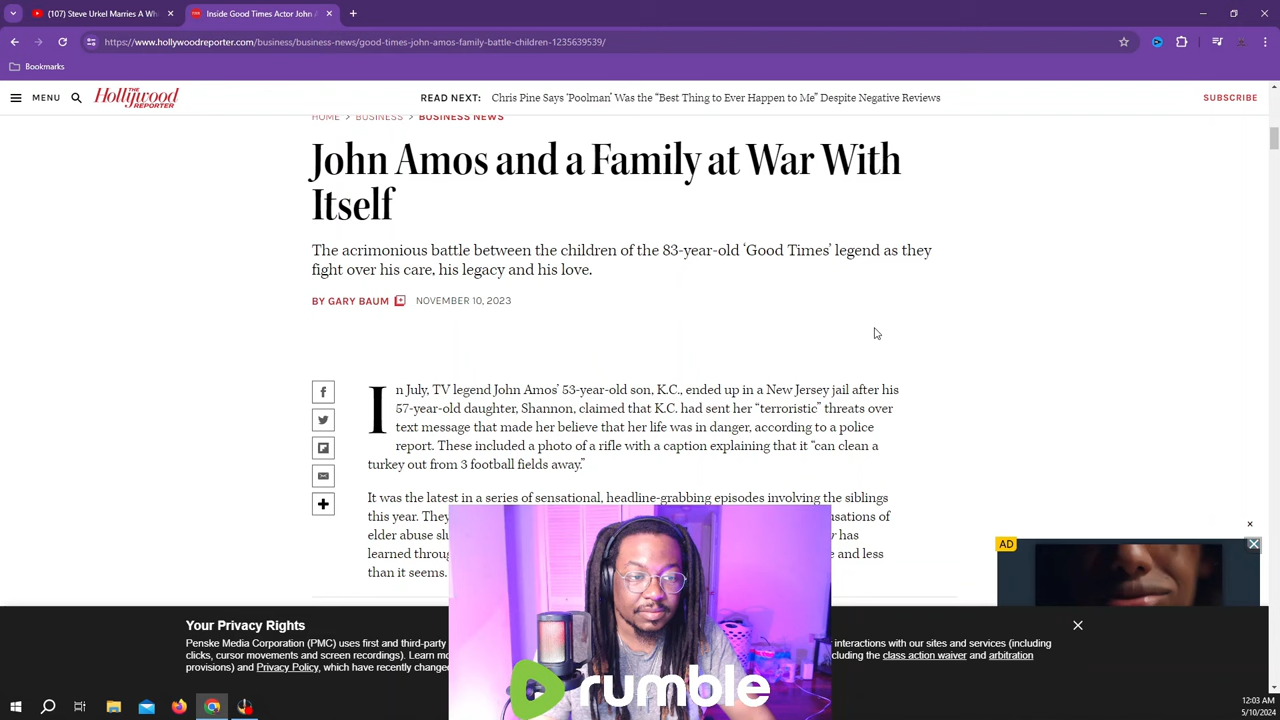 (107) Steve Urkel Marries A Wh
Inside Good Times Actor John A
https://www.hollywoodreporter.com/business/business-news/good-times-john-amos-family-battle-children-1235639539/
Bookmarks
MENU
THE Hollywood REPORTER
READ NEXT: Chris Pine Says ‘Poolman’ Was the “Best Thing to Ever Happen to Me” Despite Negative Reviews
SUBSCRIBE
HOME > BUSINESS > BUSINESS NEWS
John Amos and a Family at War With
Itself
The acrimonious battle between the children of the 83-year-old ‘Good Times’ legend as they
fight over his care, his legacy and his love.
BY GARY BAUM NOVEMBER 10, 2023
In July, TV legend John Amos’ 53-year-old son, K.C., ended up in a New Jersey jail after his
57-year-old daughter, Shannon, claimed that K.C. had sent her “terroristic” threats over
text message that made her believe that her life was in danger, according to a police
report. These included a photo of a rifle with a caption explaining that it “can clean a
turkey out from 3 football fields away.”
It was the latest in a series of sensational, headline-grabbing episodes involving the siblings
this year. They usations of
elder abuse has
learned throu e and less
than it seems.
AD
Your Privacy Rights
Penske Media Corporation (PMC) uses first and third-party interactions with our sites and services (including
clicks, cursor movements and screen recordings). Learn mo cluding the class action waiver and arbitration
provisions) and Privacy Policy, which have recently change
rumble
12:03 AM
5/10/2024